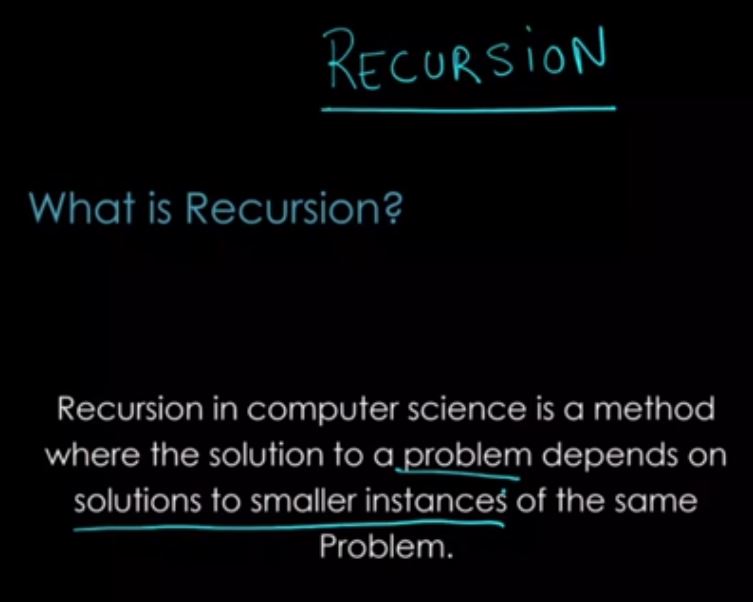 RECURSION
What is Recursion?
Recursion in computer science is a method
where the solution to a problem depends on
solutions to smaller instances of the same
Problem.